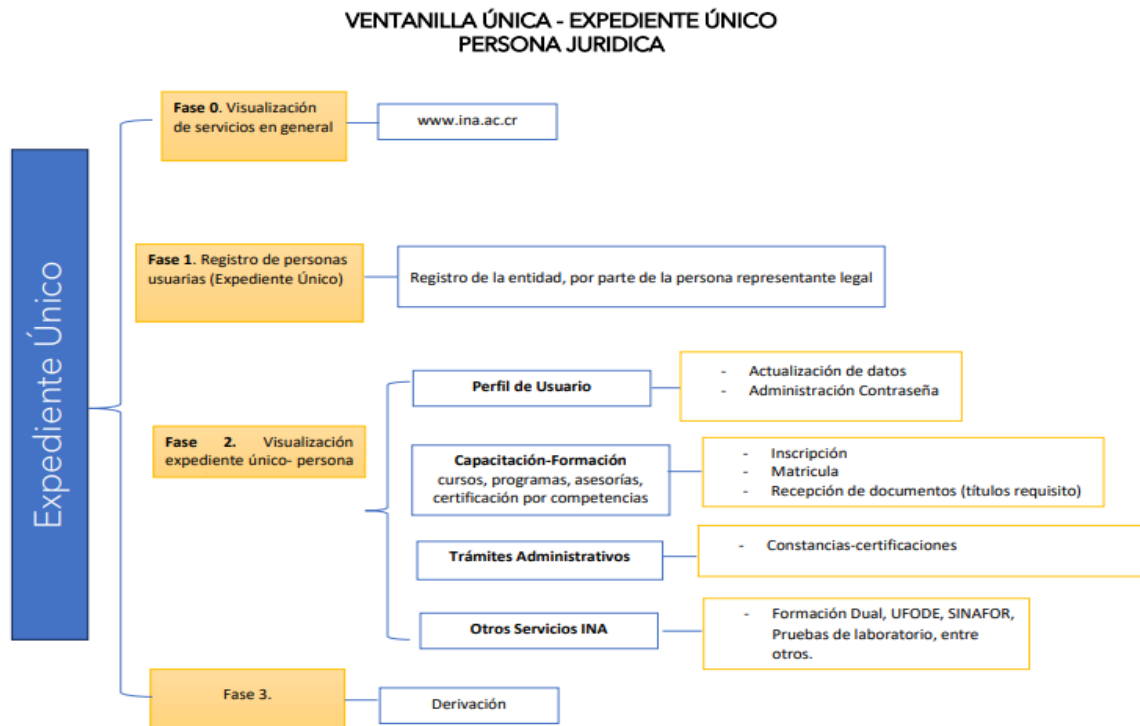 VENTANILLA ÚNICA - EXPEDIENTE ÚNICO
PERSONA JURIDICA
Expediente Único
Fase 0. Visualización
de servicios en general
www.ina.ac.cr
Fase 1. Registro de personas
usuarias (Expediente Único)
Registro de la entidad, por parte de la persona representante legal
Fase 2. Visualización
expediente único- persona
Perfil de Usuario
- Actualización de datos
- Administración Contraseña
Capacitación-Formación
cursos, programas, asesorías,
certificación por competencias
- Inscripción
- Matricula
- Recepción de documentos (títulos requisito)
Trámites Administrativos
- Constancias-certificaciones
Otros Servicios INA
- Formación Dual, UFODE, SINAFOR,
Pruebas de laboratorio, entre
otros.
Fase 3.
Derivación